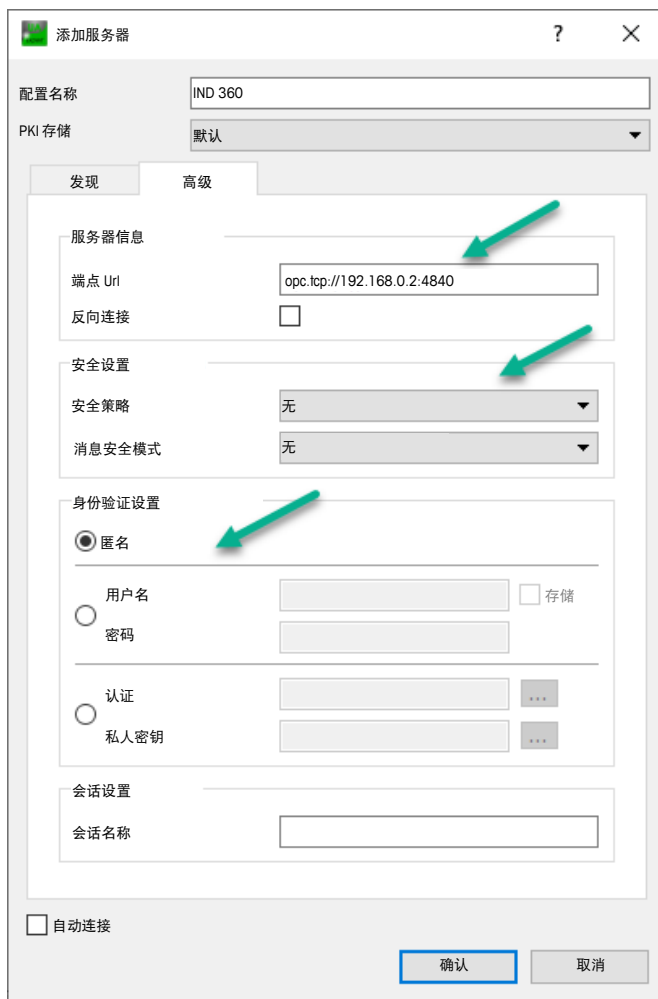 添加服务器
?
配置名称
IND 360
PKI 存储
默认
发现
高级
服务器信息
端点 Url
opc.tcp://192.168.0.2:4840
反向连接
安全设置
安全策略
无
消息安全模式
无
身份验证设置
匿名
用户名
存储
密码
认证
...
私人密钥
...
会话设置
会话名称
自动连接
确认
取消